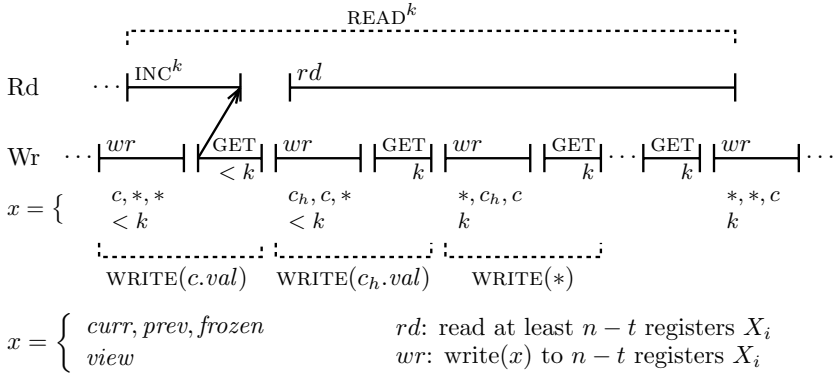 READ^k
Rd ··· INC^k rd
Wr ··· wr GET wr GET wr GET ··· GET wr ···
< k k k k
x = { c, *, * c_h, c, * *, c_h, c *, *, c
< k < k k k
WRITE(c.val) WRITE(c_h.val) WRITE(*)
x = { curr, prev, frozen rd: read at least n − t registers X_i
view wr: write(x) to n − t registers X_i